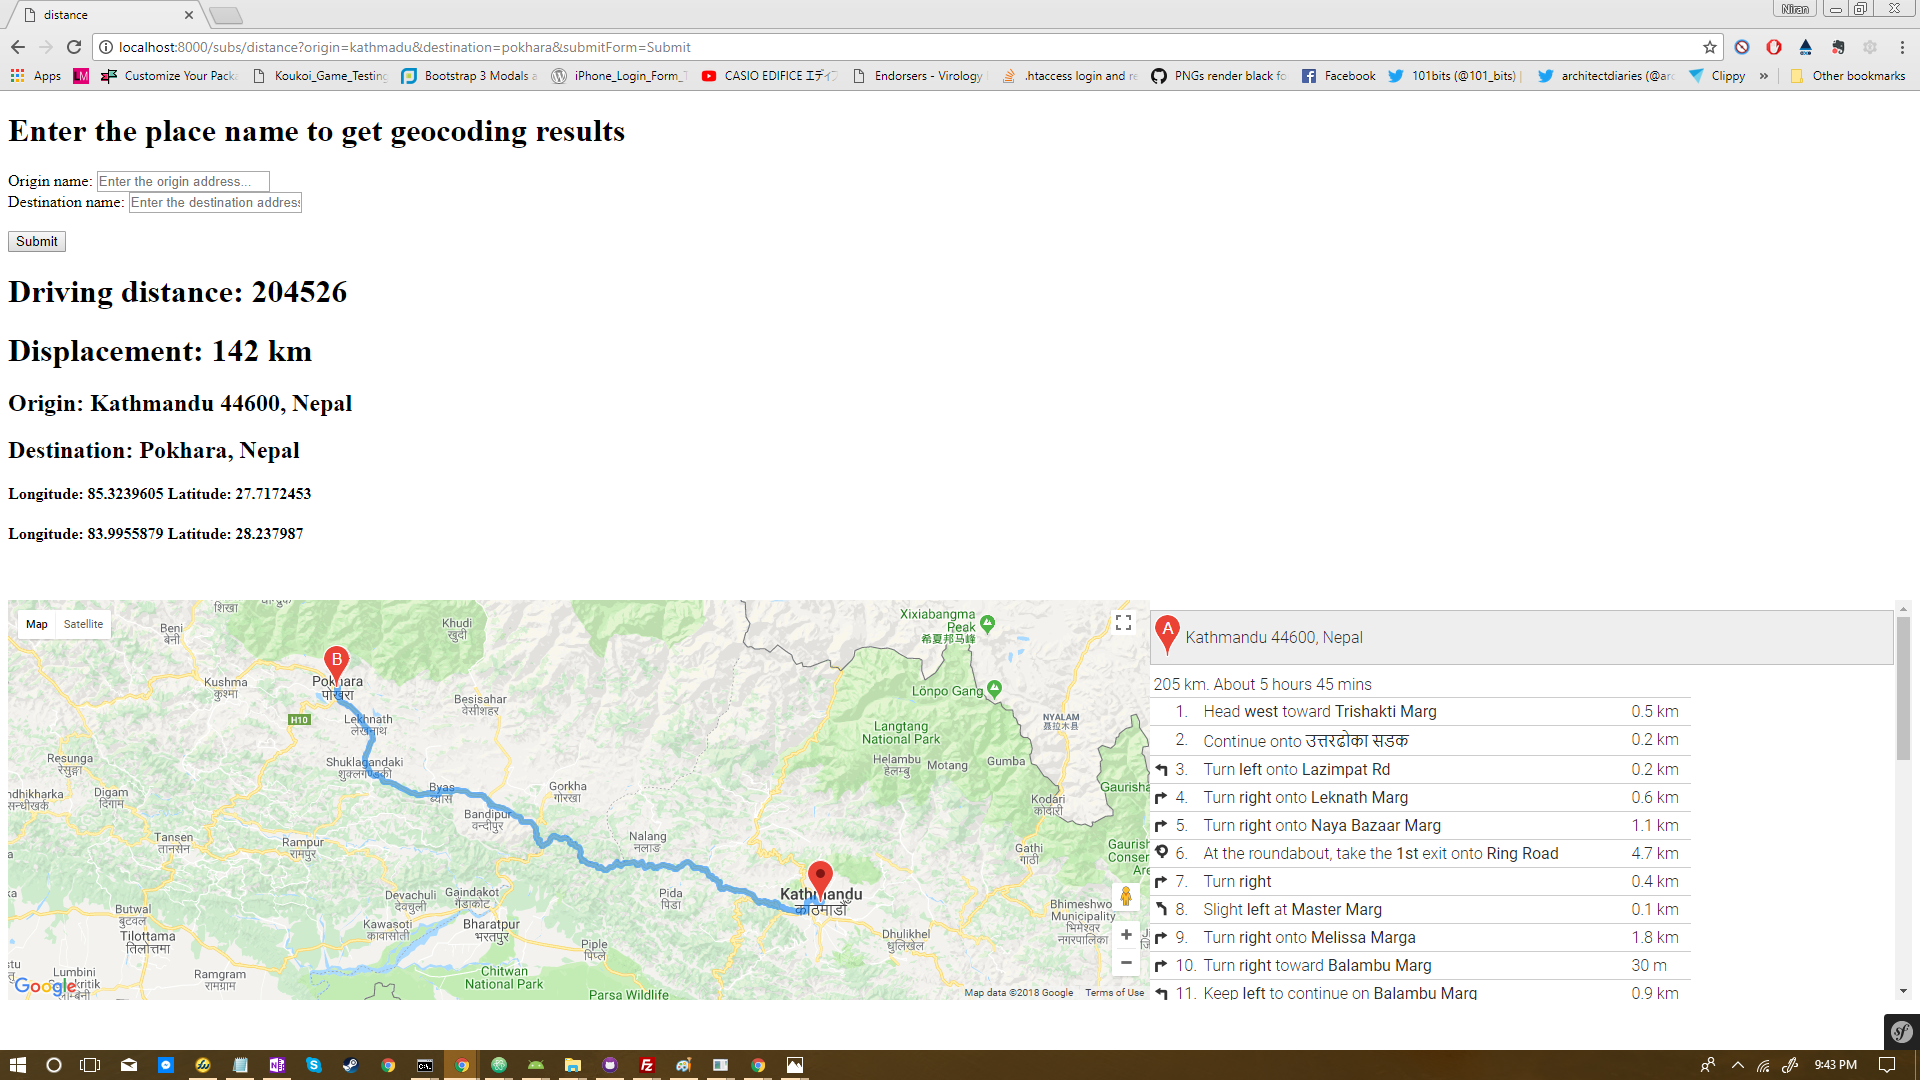 distance
Niran
localhost:8000/subs/distance?origin=kathmadu&destination=pokhara&submitForm=Submit
Apps
LM
Customize Your Pack
Koukoi_Game_Testing
Bootstrap 3 Modals
iPhone_Login_Form_
CASIO EDIFICE エディ
Endorsers - Virology
.htaccess login and re
PNGs render black fo
Facebook
101bits (@101_bits) |
architectdiaries (@arc
Clippy
»
Other bookmarks
Enter the place name to get geocoding results
Origin name: Enter the origin address...
Destination name: Enter the destination address
Submit
Driving distance: 204526
Displacement: 142 km
Origin: Kathmandu 44600, Nepal
Destination: Pokhara, Nepal
Longitude: 85.3239605 Latitude: 27.7172453
Longitude: 83.9955879 Latitude: 28.237987
Map Satellite
शिखा
Beni
बेनी
Khudi
खुदी
Xixiabangma
Peak
希夏邦马峰
B
Pokhara
पोखरा
Kushma
कुश्मा
Besisahar
बेसीशहर
Lönpo Gang
H10
Lekhnath
लेखनाथ
NYALAM
聂拉木县
Langtang
National Park
Resunga
रेसुङ्गा
Shuklagandaki
शुक्लागण्डकी
Helambu
हेलम्बु
Motang
Gumba
Gaurisha
Byas
ब्यास
Gorkha
गोरखा
ndhikharka
Digam
दिगाम
Kodari
कोदारी
Bandipur
वन्दीपुर
Tansen
तानसेन
Rampur
रामपुर
Nalang
नलाङ
Gathi
गाठी
Gauris
Conser
Area
Kathmandu
काठमाडौं
Devachuli
देवचुली
Gaindakot
गैंडाकोट
Pida
पिडा
Butwal
बुटवल
Kawasoti
कावासोती
Bharatpur
भरतपुर
Bhimeshwo
Municipality
भिमेश्वर
नगरपालिका
Tilottama
तिलोत्तमा
Piple
पिप्ले
Dhulikhel
धुलिखेल
Lumbini
Ramgram
रामग्राम
Chitwan
National Park
Parsa Wildlife
Google
Map data ©2018 Google
Terms of Use
A
Kathmandu 44600, Nepal
205 km. About 5 hours 45 mins
1. Head west toward Trishakti Marg 0.5 km
2. Continue onto उत्तरढोका सडक 0.2 km
3. Turn left onto Lazimpat Rd 0.2 km
4. Turn right onto Leknath Marg 0.6 km
5. Turn right onto Naya Bazaar Marg 1.1 km
6. At the roundabout, take the 1st exit onto Ring Road 4.7 km
7. Turn right 0.4 km
8. Slight left at Master Marg 0.1 km
9. Turn right onto Melissa Marga 1.8 km
10. Turn right toward Balambu Marg 30 m
11. Keep left to continue on Balambu Marg 0.9 km
sf
9:43 PM